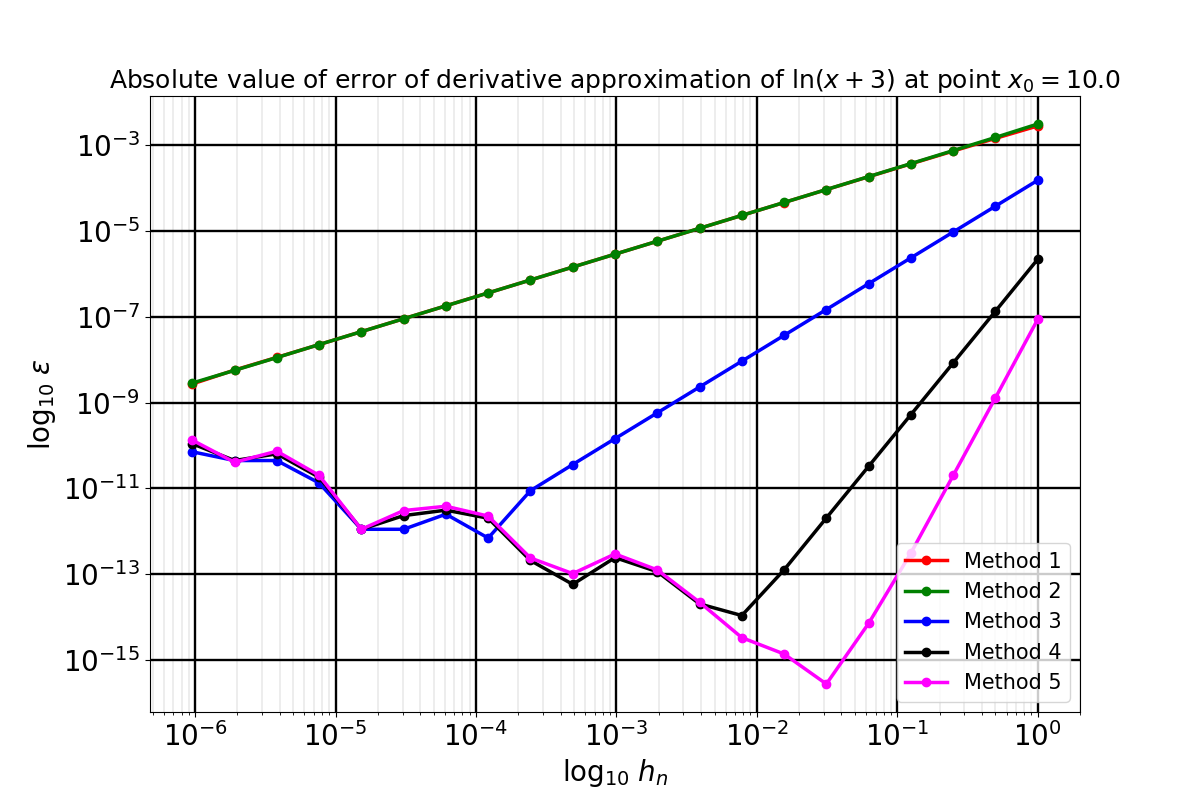 Absolute value of error of derivative approximation of ln(x + 3) at point x₀ = 10.0
log₁₀ ε
10⁻³
10⁻⁵
10⁻⁷
10⁻⁹
10⁻¹¹
10⁻¹³
10⁻¹⁵
Method 1
Method 2
Method 3
Method 4
Method 5
10⁻⁶ 10⁻⁵ 10⁻⁴ 10⁻³ 10⁻² 10⁻¹ 10⁰
log₁₀ hₙ